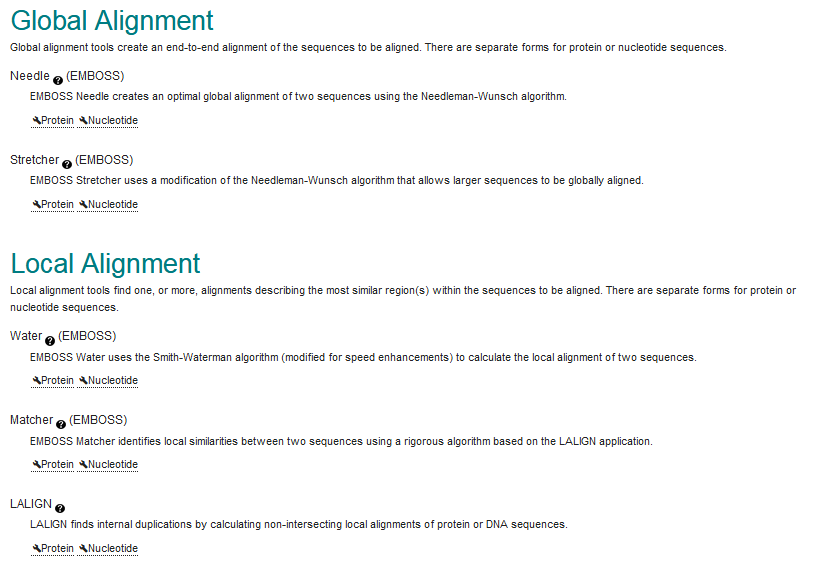 Global Alignment
Global alignment tools create an end-to-end alignment of the sequences to be aligned. There are separate forms for protein or nucleotide sequences.
Needle ? (EMBOSS)
EMBOSS Needle creates an optimal global alignment of two sequences using the Needleman-Wunsch algorithm.
Protein Nucleotide
Stretcher ? (EMBOSS)
EMBOSS Stretcher uses a modification of the Needleman-Wunsch algorithm that allows larger sequences to be globally aligned.
Protein Nucleotide
Local Alignment
Local alignment tools find one, or more, alignments describing the most similar region(s) within the sequences to be aligned. There are separate forms for protein or
nucleotide sequences.
Water ? (EMBOSS)
EMBOSS Water uses the Smith-Waterman algorithm (modified for speed enhancements) to calculate the local alignment of two sequences.
Protein Nucleotide
Matcher ? (EMBOSS)
EMBOSS Matcher identifies local similarities between two sequences using a rigorous algorithm based on the LALIGN application.
Protein Nucleotide
LALIGN ?
LALIGN finds internal duplications by calculating non-intersecting local alignments of protein or DNA sequences.
Protein Nucleotide